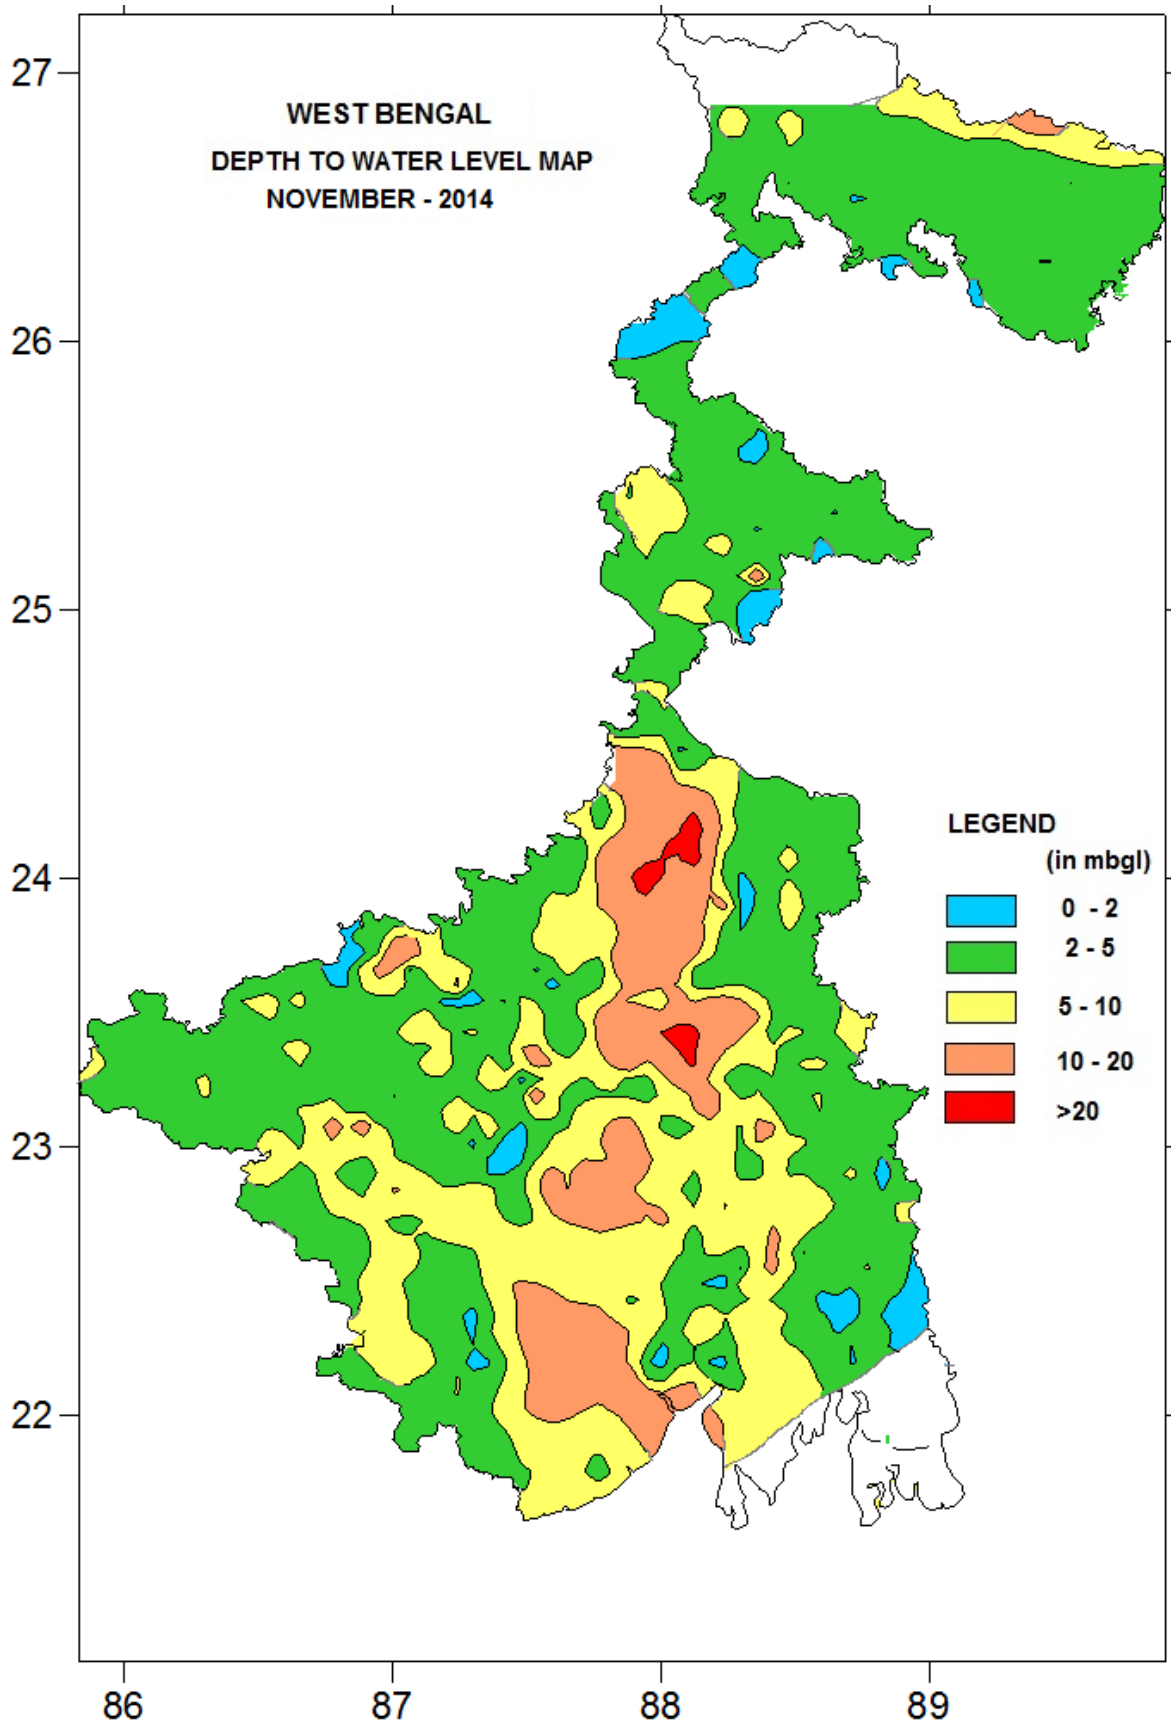 WEST BENGAL
DEPTH TO WATER LEVEL MAP
NOVEMBER - 2014
27
26
25
24
23
22
LEGEND
(in mbgl)
0 - 2
2 - 5
5 - 10
10 - 20
>20
86 87 88 89